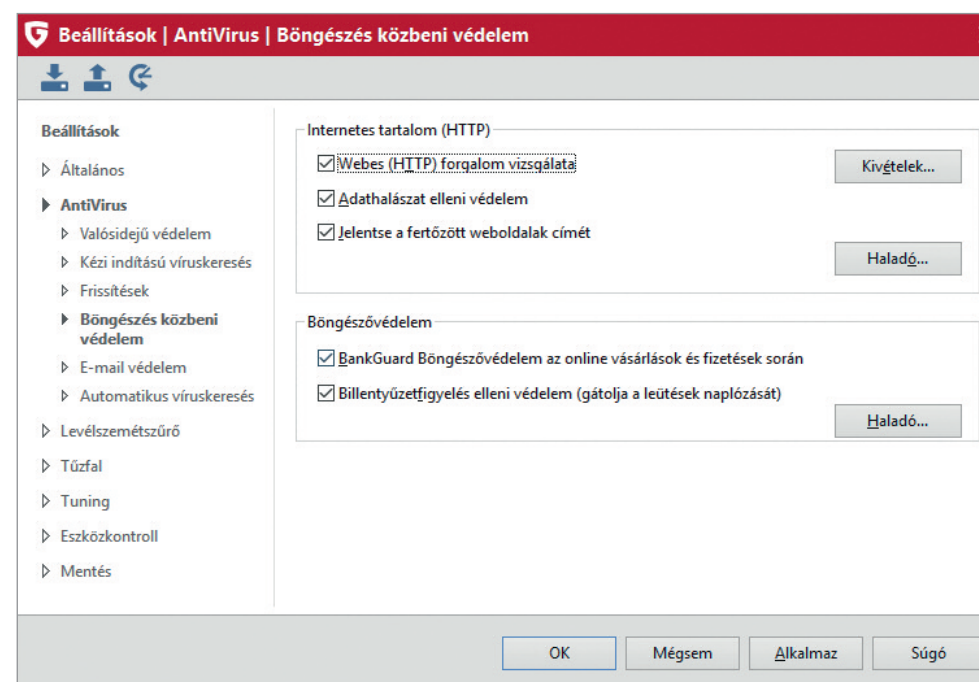 Beállítások | AntiVirus | Böngészés közbeni védelem
Beállítások
Általános
AntiVirus
Valósidejű védelem
Kézi indítású víruskeresés
Frissítések
Böngészés közbeni
védelem
E-mail védelem
Automatikus víruskeresés
Levélszemétszűrő
Tűzfal
Tuning
Eszközkontroll
Mentés
Internetes tartalom (HTTP)
Webes (HTTP) forgalom vizsgálata
Kivételek...
Adathalászat elleni védelem
Jelentse a fertőzött weboldalak címét
Haladó...
Böngészővédelem
BankGuard Böngészővédelem az online vásárlások és fizetések során
Billentyűzetfigyelés elleni védelem (gátolja a leütések naplózását)
Haladó...
OK
Mégsem
Alkalmaz
Súgó